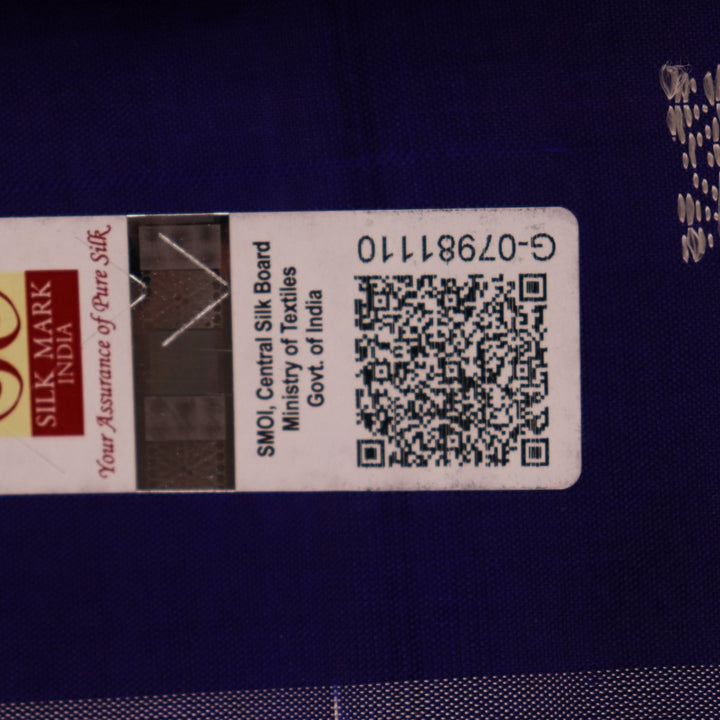 SILK MARK
INDIA
Your Assurance of Pure Silk
SMOI, Central Silk Board
Ministry of Textiles
Govt. of India
G-07981110